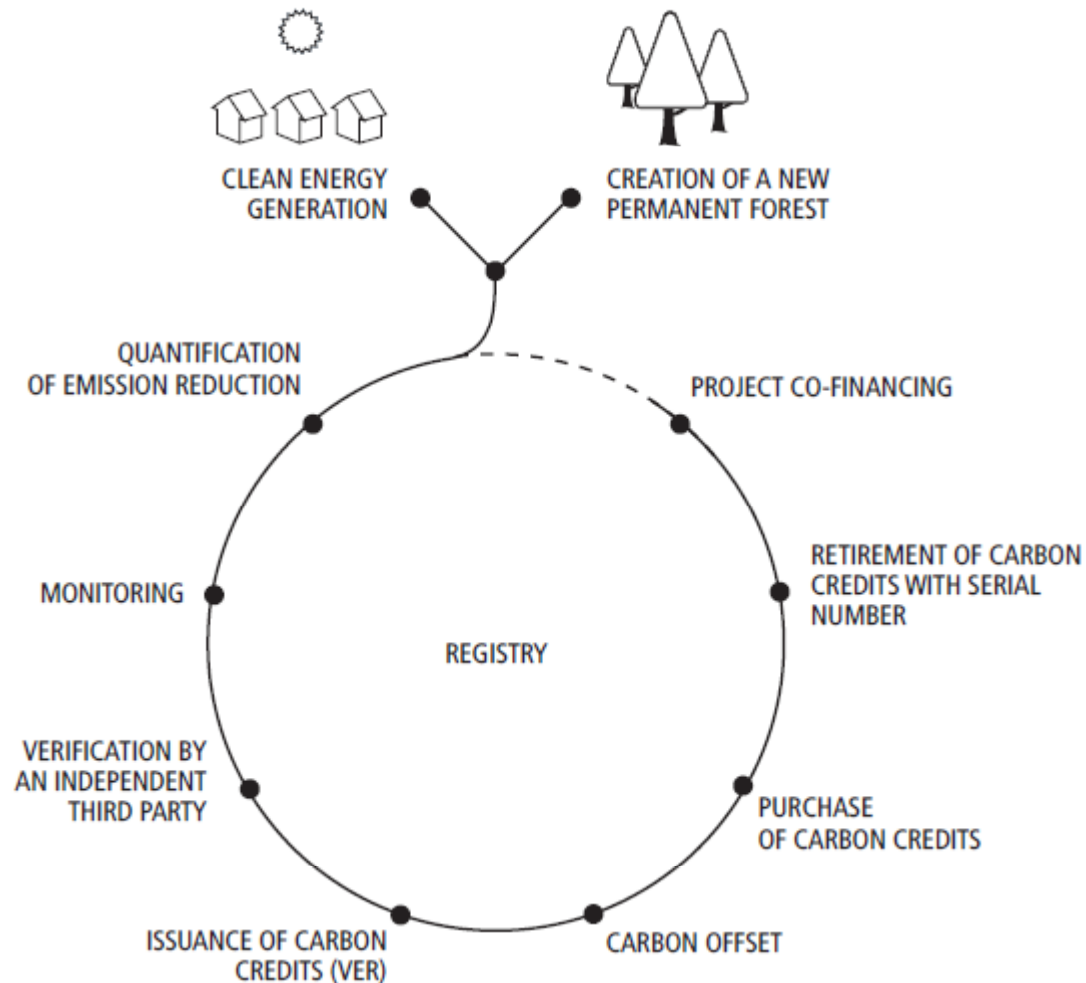 CLEAN ENERGY
GENERATION
CREATION OF A NEW
PERMANENT FOREST
QUANTIFICATION
OF EMISSION REDUCTION
PROJECT CO-FINANCING
RETIREMENT OF CARBON
CREDITS WITH SERIAL
NUMBER
MONITORING
REGISTRY
VERIFICATION BY
AN INDEPENDENT
THIRD PARTY
PURCHASE
OF CARBON CREDITS
ISSUANCE OF CARBON
CREDITS (VER)
CARBON OFFSET